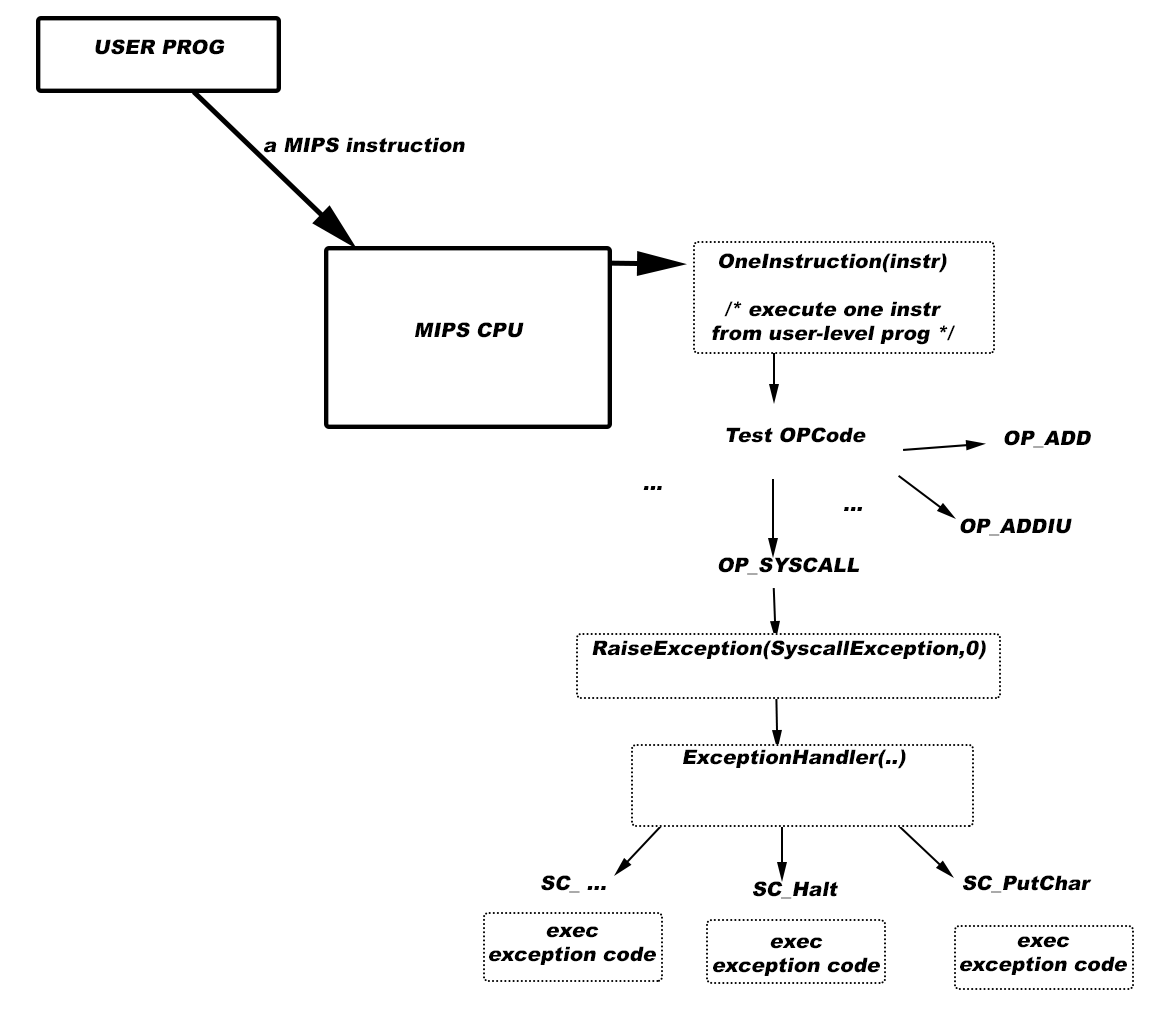 USER PROG
a MIPS instruction
MIPS CPU
OneInstruction(instr)
/* execute one instr
from user-level prog */
Test OPCode
OP_ADD
...
...
OP_ADDIU
OP_SYSCALL
RaiseException(SyscallException,0)
ExceptionHandler(..)
SC_ ...
SC_Halt
SC_PutChar
exec
exception code
exec
exception code
exec
exception code